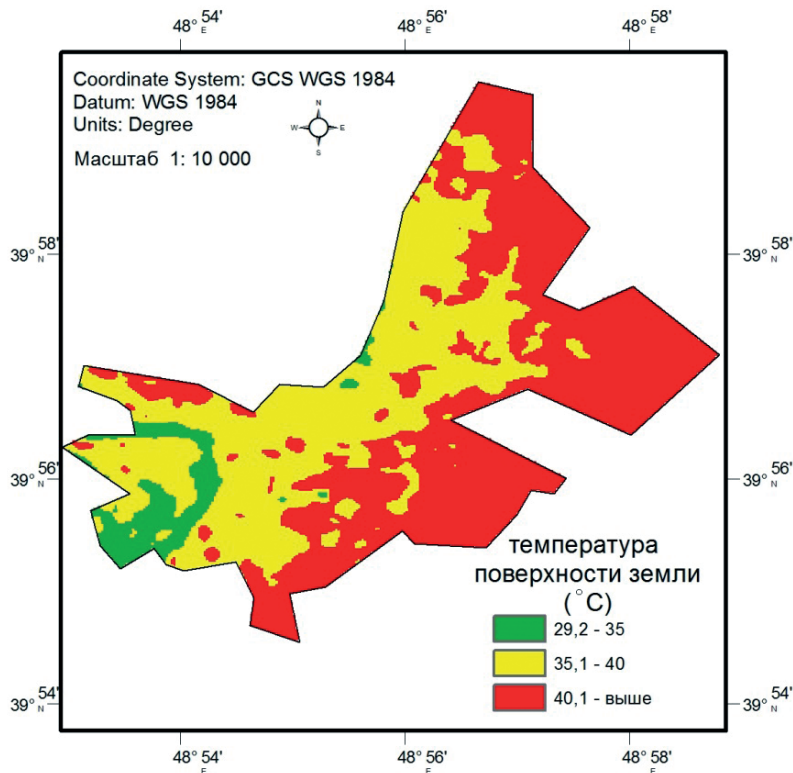 48° 54' E
48° 56' E
48° 58' E
Coordinate System: GCS WGS 1984
Datum: WGS 1984
Units: Degree
Масштаб 1: 10 000
N
W E
S
39° 58' N
39° 58' N
39° 56' N
39° 56' N
температура
поверхности земли
(°C)
29,2 - 35
35,1 - 40
40,1 - выше
39° 54' N
39° 54' N
48° 54' E
48° 56' E
48° 58' E